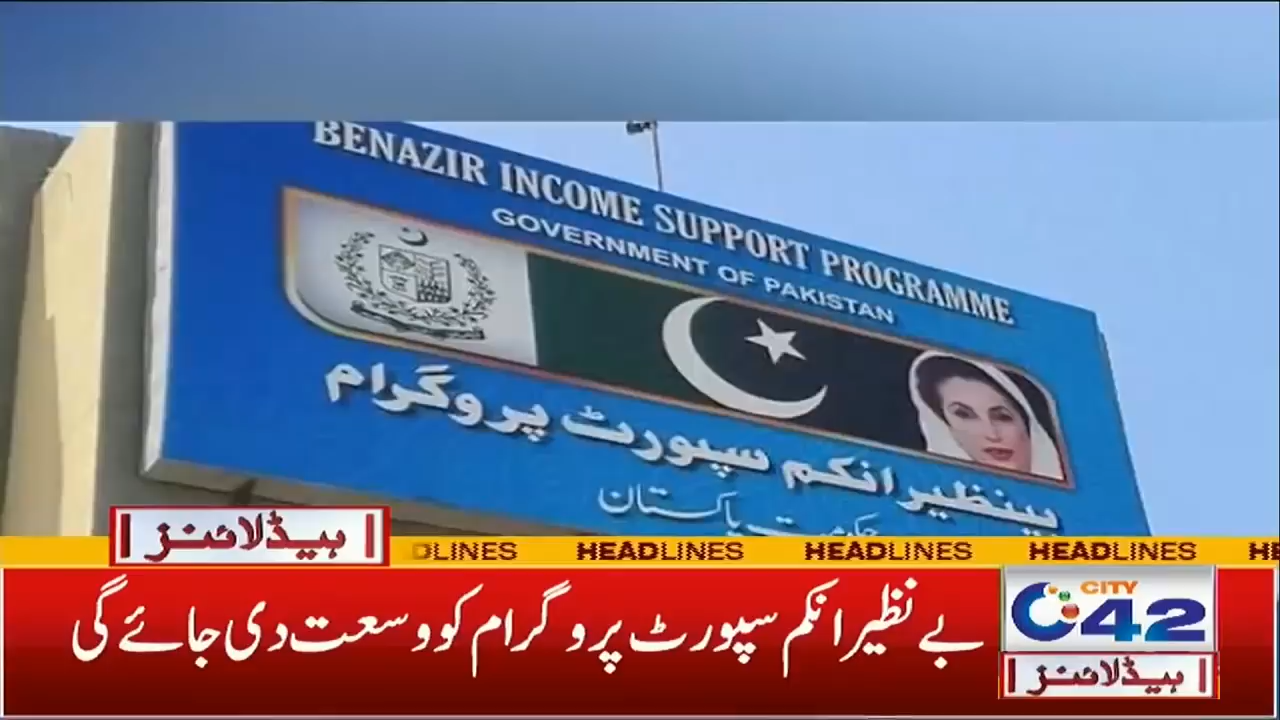 BENAZIR INCOME SUPPORT PROGRAMME
GOVERNMENT OF PAKISTAN
بینظیر انکم سپورٹ پروگرام
حکومت پاکستان
ہیڈلائنز
DLINES HEADLINES HEADLINES HEADLINES HE
بے نظیر انکم سپورٹ پروگرام کو وسعت دی جائے گی
CITY
42
ہیڈلائنز